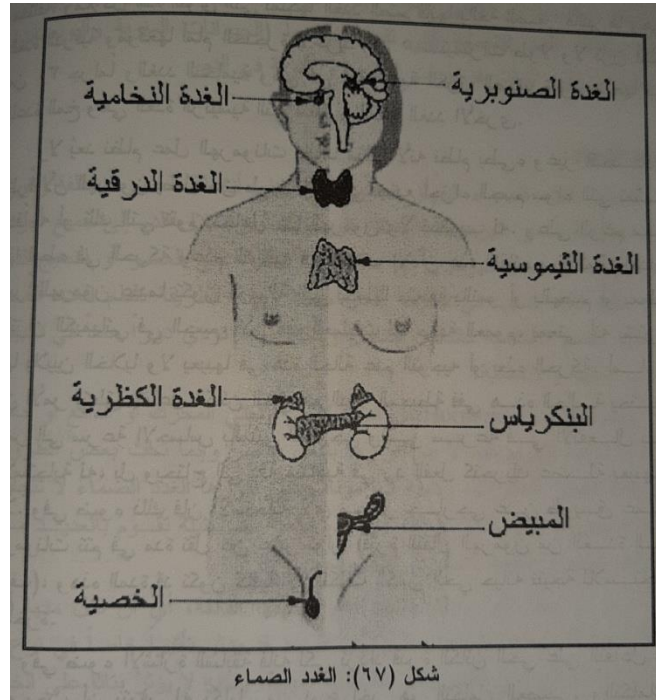 الغدة الصنوبرية
الغدة النخامية
الغدة الدرقية
الغدة الثيموسية
الغدة الكظرية
البنكرياس
المبيض
الخصية
شكل (٦٧): الغدد الصماء